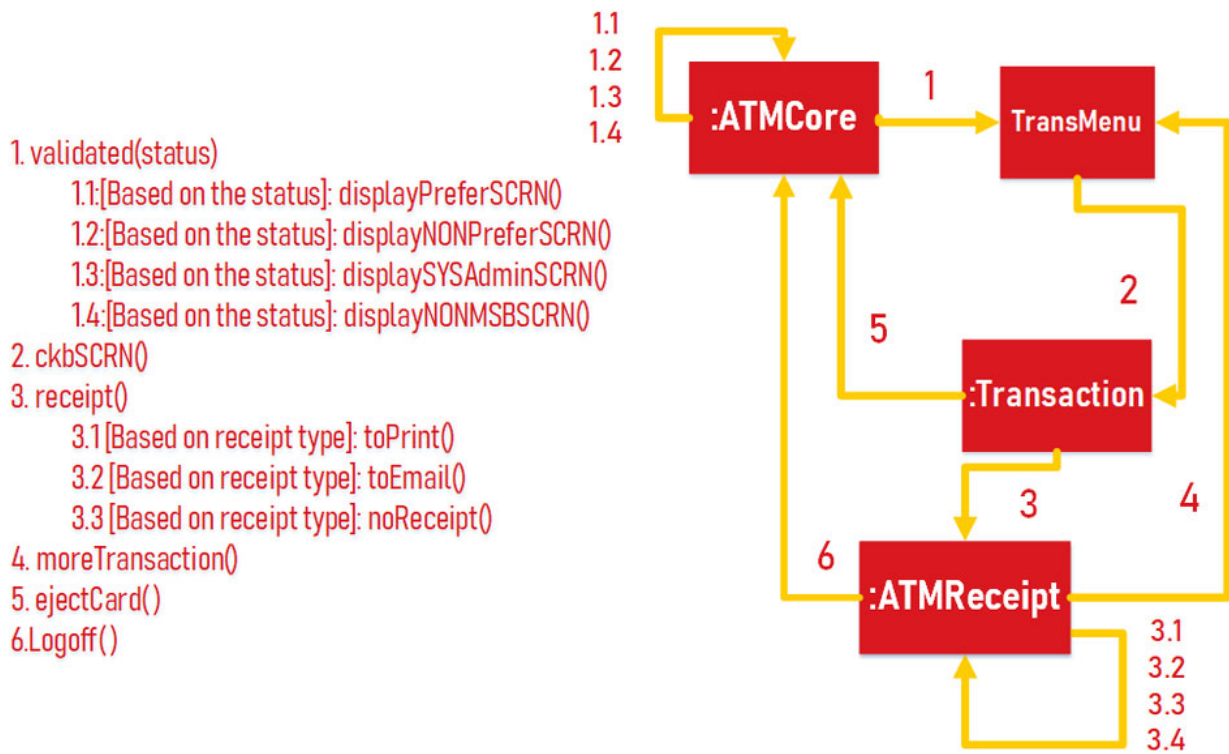 1. validated(status)
1.1:[Based on the status]: displayPreferSCRN()
1.2:[Based on the status]: displayNONPreferSCRN()
1.3:[Based on the status]: displaySYSAdminSCRN()
1.4:[Based on the status]: displayNONMSBSCRN()
2. ckbSCRN()
3. receipt()
3.1 [Based on receipt type]: toPrint()
3.2 [Based on receipt type]: toEmail()
3.3 [Based on receipt type]: noReceipt()
4. moreTransaction()
5. ejectCard()
6.Logoff()
1.1
1.2
1.3
1.4
:ATMCore
1
TransMenu
2
5
:Transaction
3
4
6
:ATMReceipt
3.1
3.2
3.3
3.4